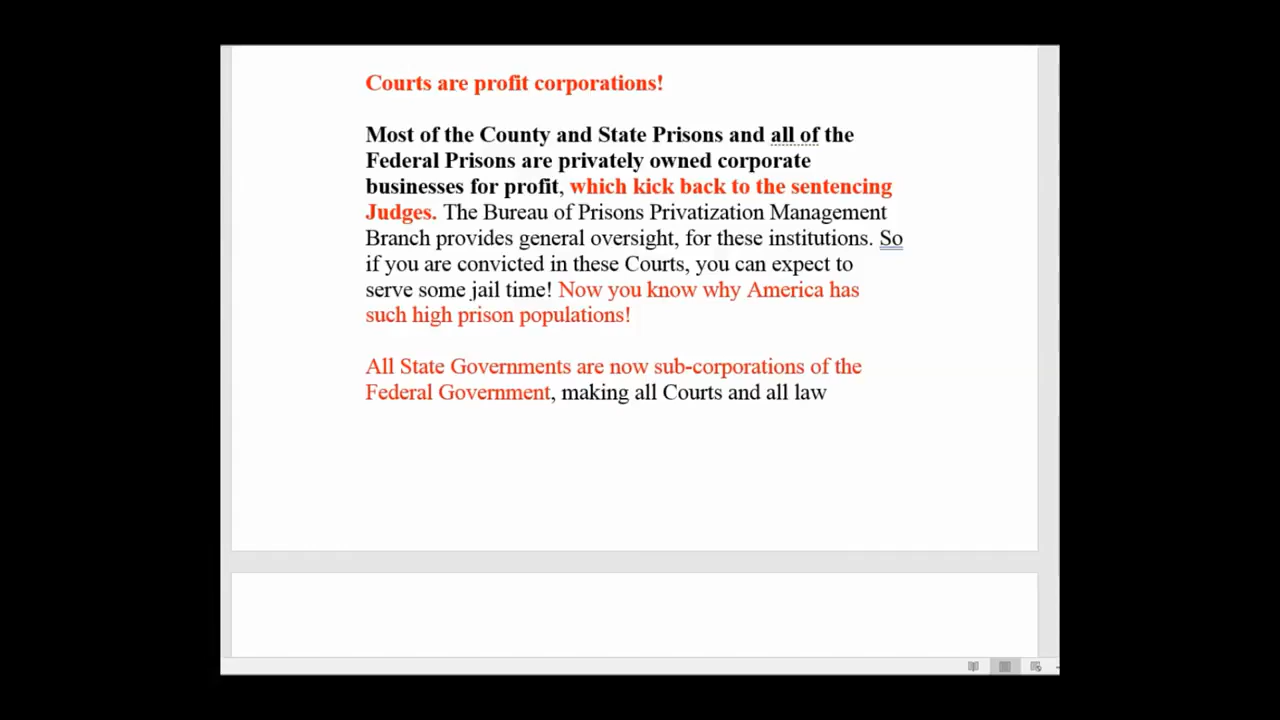 Courts are profit corporations!
Most of the County and State Prisons and all of the
Federal Prisons are privately owned corporate
businesses for profit, which kick back to the sentencing
Judges. The Bureau of Prisons Privatization Management
Branch provides general oversight, for these institutions. So
if you are convicted in these Courts, you can expect to
serve some jail time! Now you know why America has
such high prison populations!
All State Governments are now sub-corporations of the
Federal Government, making all Courts and all law